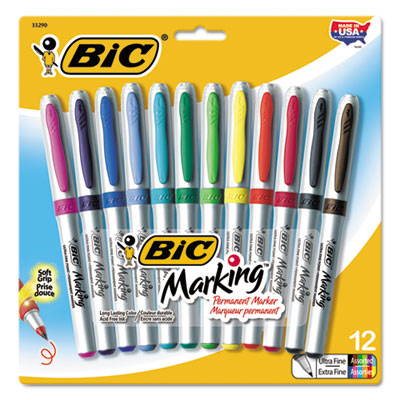 33290
BiC
MADE IN
USA
BiC
Marking
Permanent Marker
Marqueur permanent
Soft
Grip
Prise
douce
Long Lasting Color / Couleur durable
Acid Free Ink / Encre sans acide
12
Ultra Fine
Extra Fine
Assorted
Assorties